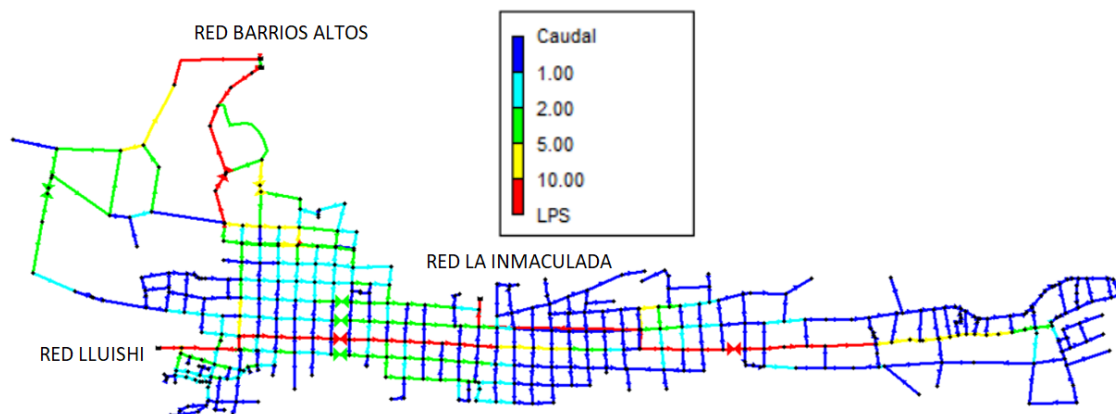 RED BARRIOS ALTOS
Caudal
1.00
2.00
5.00
10.00
LPS
RED LA INMACULADA
RED LLUISHI